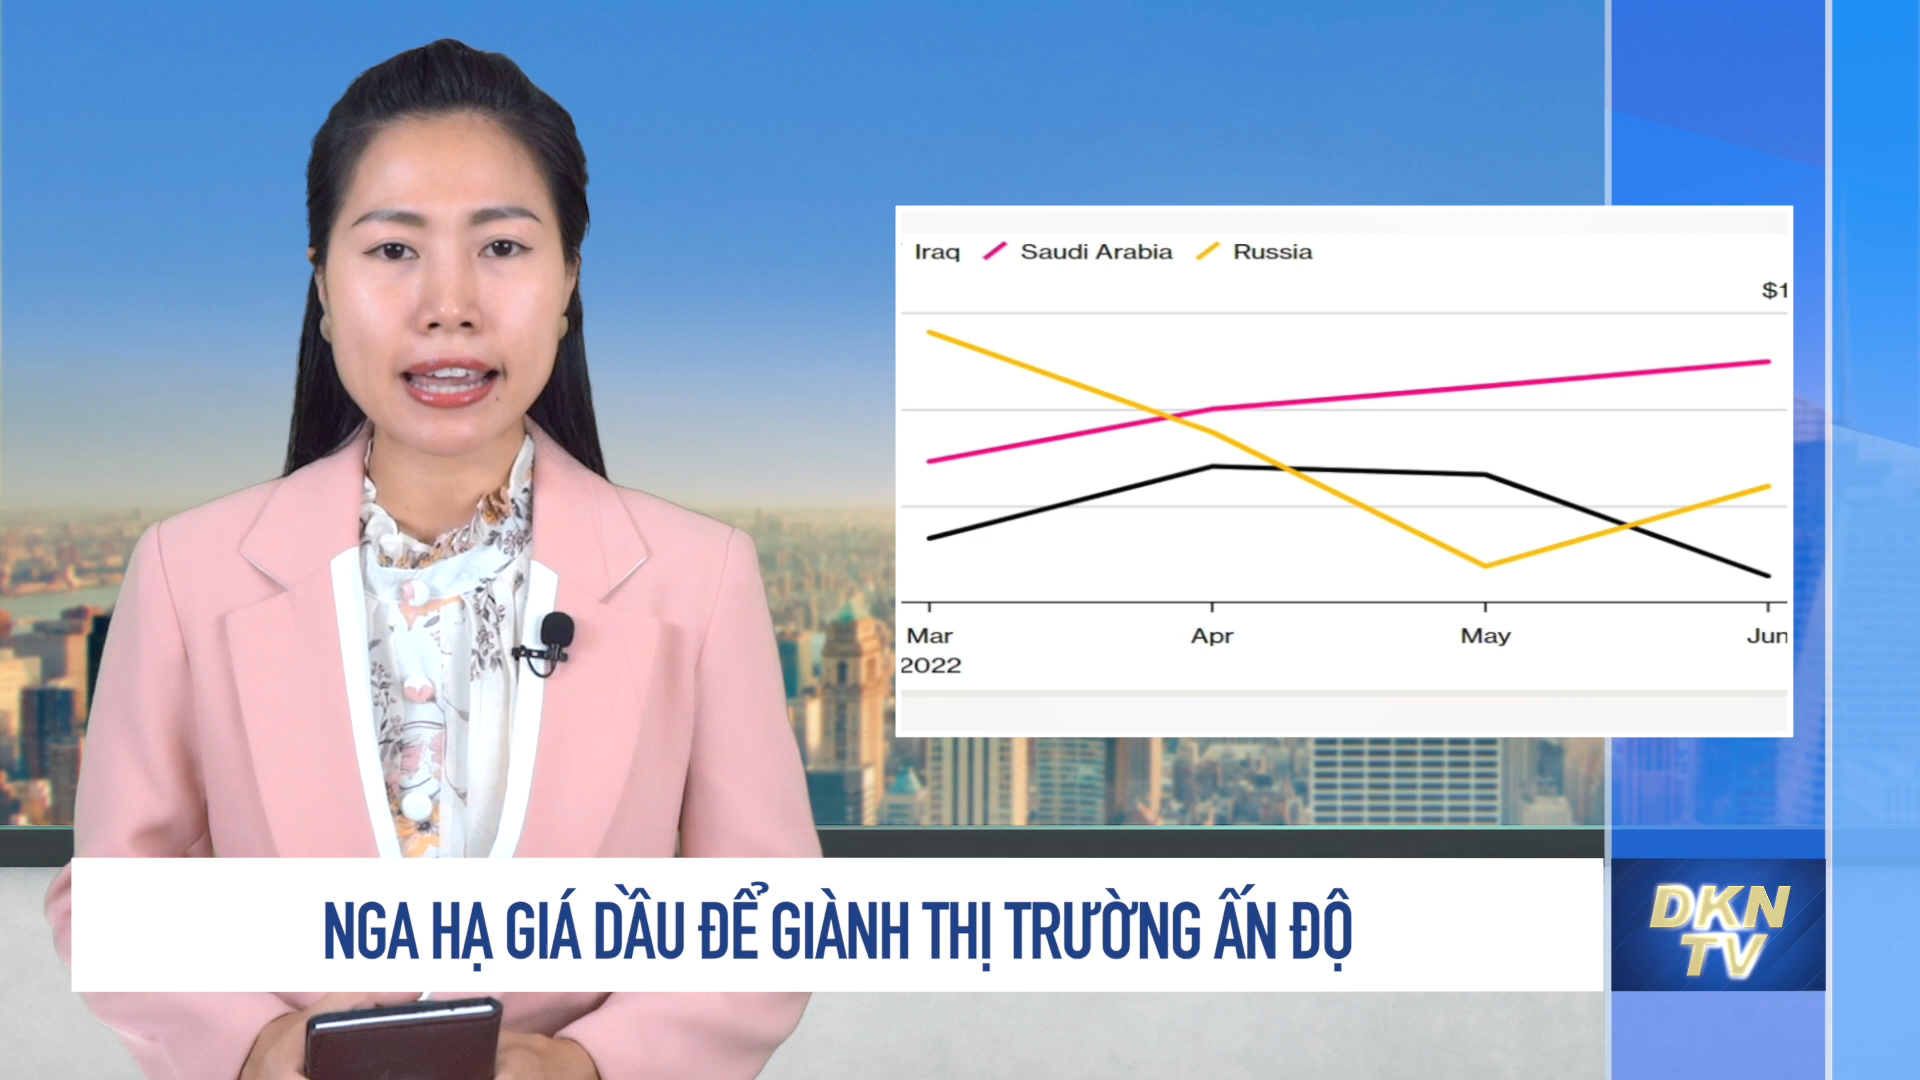 Iraq Saudi Arabia Russia
$1
Mar Apr May Jun
2022
NGA HẠ GIÁ DẦU ĐỂ GIÀNH THỊ TRƯỜNG ẤN ĐỘ
DKN
TV